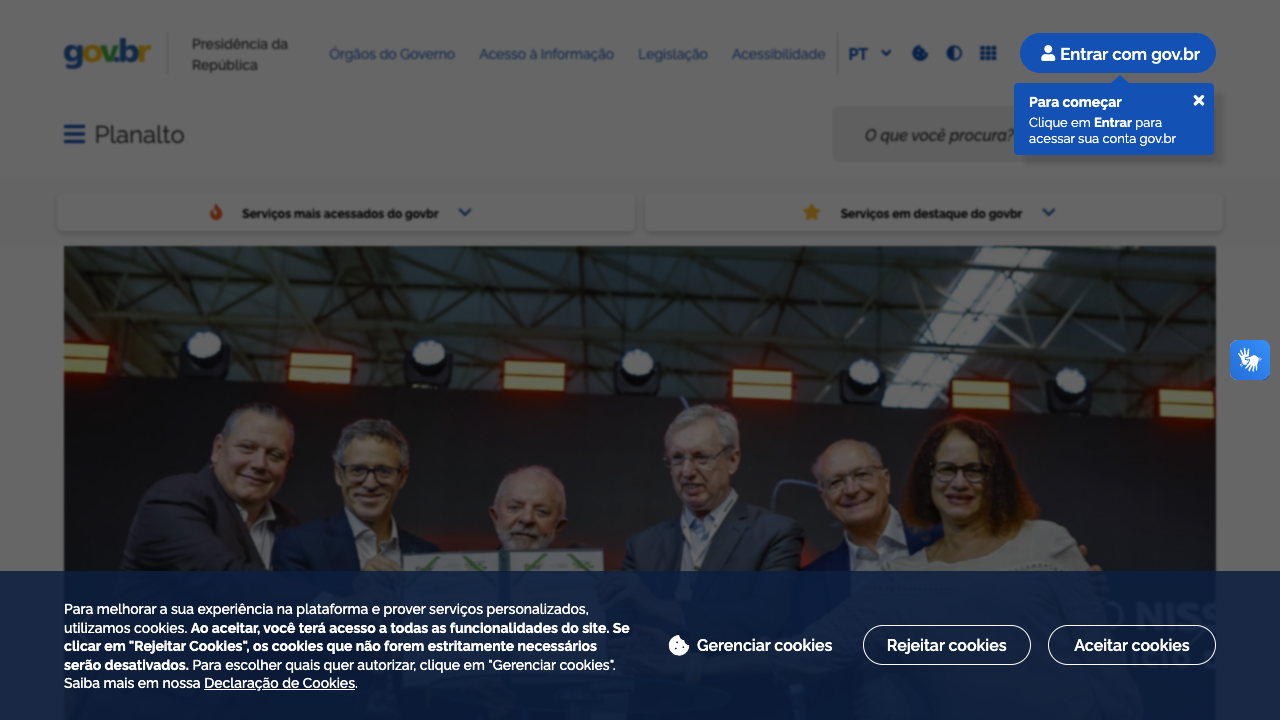 gov.br
Presidência da
República
Órgãos do Governo
Acesso à Informação
Legislação
Acessibilidade
PT
Entrar com gov.br
Para começar
Clique em Entrar para
acessar sua conta gov.br
Planalto
O que você procura?
Serviços mais acessados do govbr
Serviços em destaque do govbr
Para melhorar a sua experiência na plataforma e prover serviços personalizados,
utilizamos cookies. Ao aceitar, você terá acesso a todas as funcionalidades do site. Se
clicar em "Rejeitar Cookies", os cookies que não forem estritamente necessários
serão desativados. Para escolher quais quer autorizar, clique em "Gerenciar cookies".
Saiba mais em nossa Declaração de Cookies.
Gerenciar cookies
Rejeitar cookies
Aceitar cookies